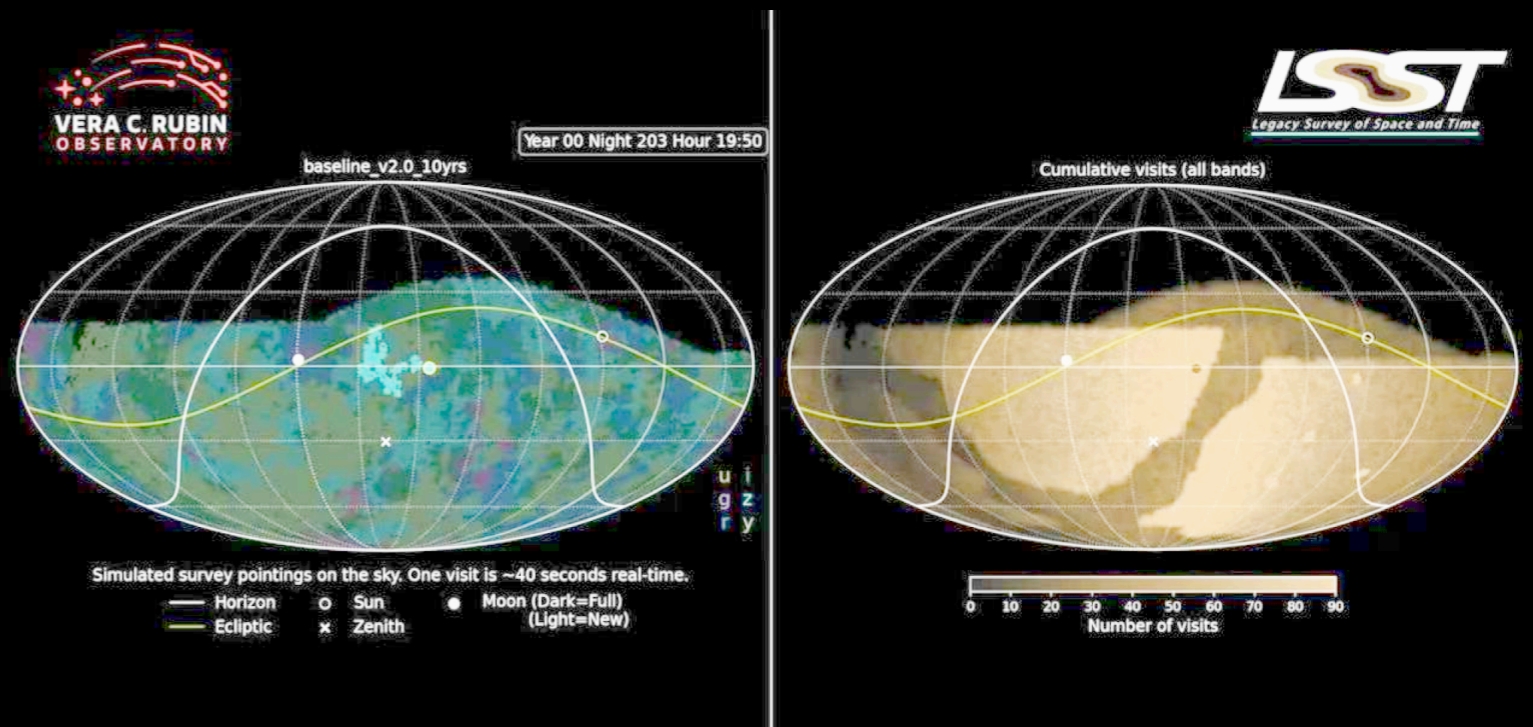 VERA C. RUBIN
OBSERVATORY
Year 00 Night 203 Hour 19:50
baseline_v2.0_10yrs
u i
g z
r y
Simulated survey pointings on the sky. One visit is ~40 seconds real-time.
Horizon Sun Moon (Dark=Full)
(Light=New)
Ecliptic Zenith
LSST
Legacy Survey of Space and Time
Cumulative visits (all bands)
0 10 20 30 40 50 60 70 80 90
Number of visits